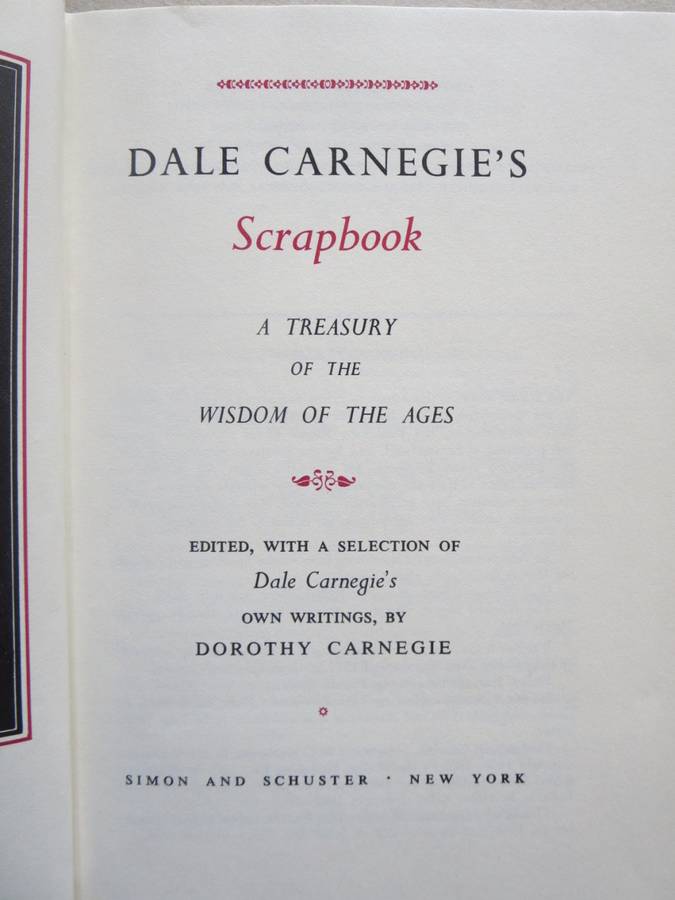 DALE CARNEGIE'S
Scrapbook
A TREASURY
OF THE
WISDOM OF THE AGES
EDITED, WITH A SELECTION OF
Dale Carnegie's
OWN WRITINGS, BY
DOROTHY CARNEGIE
SIMON AND SCHUSTER · NEW YORK